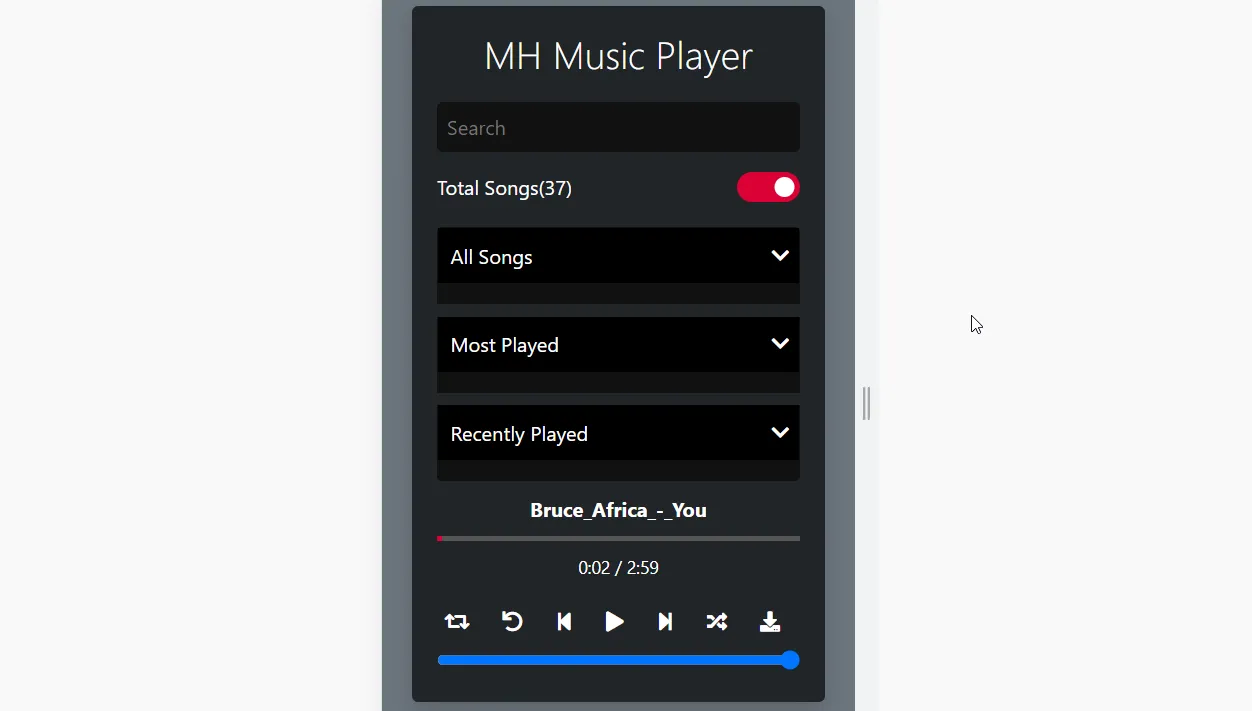 MH Music Player
Search
Total Songs(37)
All Songs
Most Played
Recently Played
Bruce_Africa_-_You
0:02 / 2:59